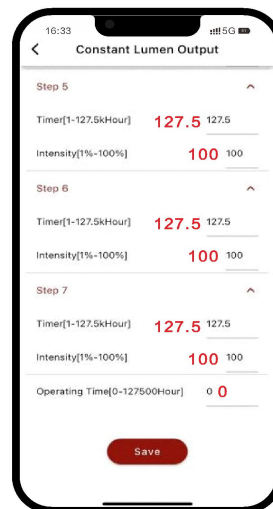 16:33 5G
Constant Lumen Output
Step 5
Timer[1-127.5kHour] 127.5 127.5
Intensity[1%-100%] 100 100
Step 6
Timer[1-127.5kHour] 127.5 127.5
Intensity[1%-100%] 100 100
Step 7
Timer[1-127.5kHour] 127.5 127.5
Intensity[1%-100%] 100 100
Operating Time[0-127500Hour] 0 0
Save